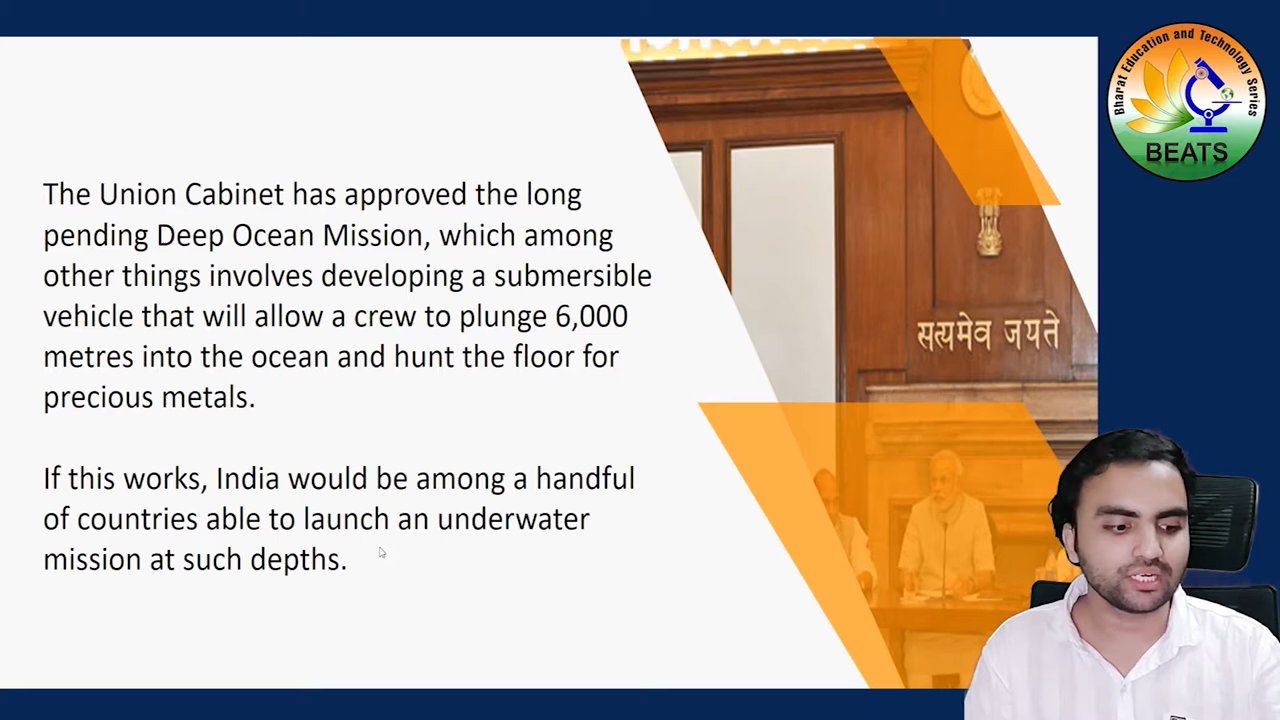 The Union Cabinet has approved the long
pending Deep Ocean Mission, which among
other things involves developing a submersible
vehicle that will allow a crew to plunge 6,000
metres into the ocean and hunt the floor for
precious metals.
If this works, India would be among a handful
of countries able to launch an underwater
mission at such depths.
सत्यमेव जयते
Bharat Education and Technology Series
BEATS